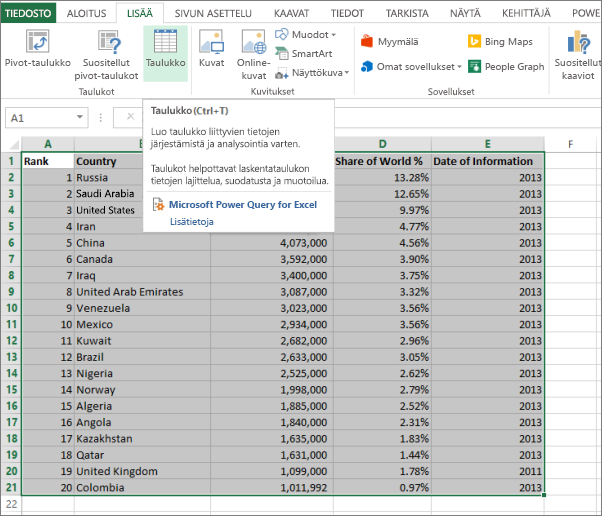 TIEDOSTO ALOITUS LISÄÄ SIVUN ASETTELU KAAVAT TIEDOT TARKISTA NÄYTÄ KEHITTÄJÄ POWE
Pivot-taulukko Suositellut pivot-taulukot Taulukko Kuvat Online-kuvat Muodot SmartArt Näyttökuva Myymälä Omat sovellukset Bing Maps People Graph Suositellut kaaviot
Taulukot Kuvitukset Sovellukset
A1
Taulukko (Ctrl+T)
Luo taulukko liittyvien tietojen
järjestämistä ja analysointia varten.
Taulukot helpottavat laskentataulukon
tietojen lajittelua, suodatusta ja muotoilua.
Microsoft Power Query for Excel
Lisätietoja
A D E F
1 Rank Country Share of World % Date of Information
2 1 Russia 13.28% 2013
3 2 Saudi Arabia 12.65% 2013
4 3 United States 9.97% 2013
5 4 Iran 4.77% 2013
6 5 China 4,073,000 4.56% 2013
7 6 Canada 3,592,000 3.90% 2013
8 7 Iraq 3,400,000 3.75% 2013
9 8 United Arab Emirates 3,087,000 3.32% 2013
10 9 Venezuela 3,023,000 3.56% 2013
11 10 Mexico 2,934,000 3.56% 2013
12 11 Kuwait 2,682,000 2.96% 2013
13 12 Brazil 2,633,000 3.05% 2013
14 13 Nigeria 2,525,000 2.62% 2013
15 14 Norway 1,998,000 2.79% 2013
16 15 Algeria 1,885,000 2.52% 2013
17 16 Angola 1,840,000 2.31% 2013
18 17 Kazakhstan 1,635,000 1.83% 2013
19 18 Qatar 1,631,000 1.44% 2013
20 19 United Kingdom 1,099,000 1.78% 2011
21 20 Colombia 1,011,992 0.97% 2013
22